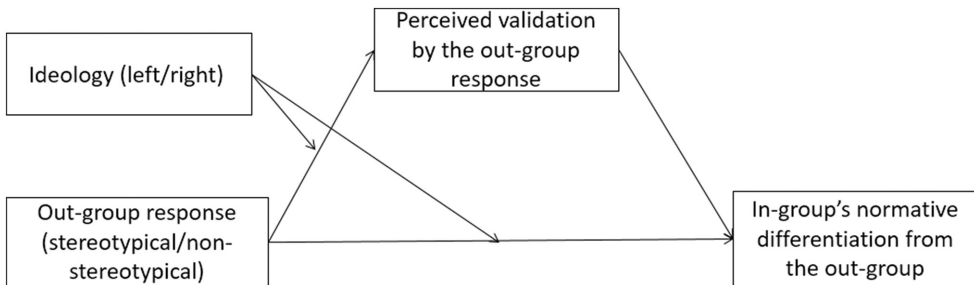 Perceived validation
by the out-group
response
Ideology (left/right)
Out-group response
(stereotypical/non-
stereotypical)
In-group’s normative
differentiation from
the out-group